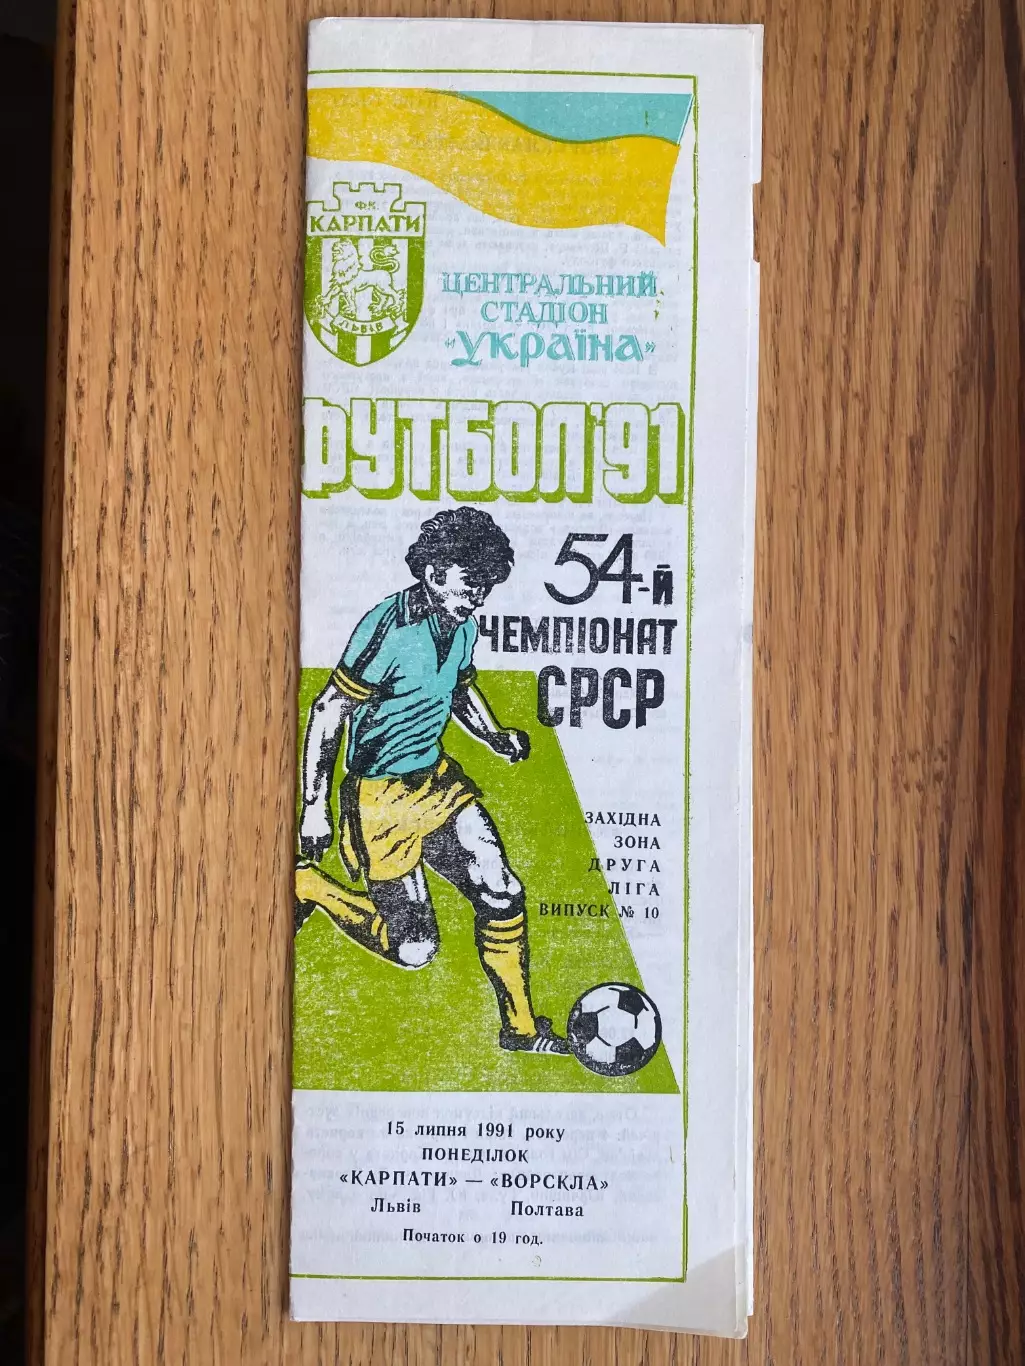 ФК.
КАРПАТИ
ЛЬВІВ
ЦЕНТРАЛЬНИЙ
СТАДІОН
«УКРАЇНА»
ФУТБОЛ'91
54-й
ЧЕМПІОНАТ
СРСР
ЗАХІДНА
ЗОНА
ДРУГА
ЛІГА
ВИПУСК № 10
15 липня 1991 року
ПОНЕДІЛОК
«КАРПАТИ» — «ВОРСКЛА»
Львів Полтава
Початок о 19 год.